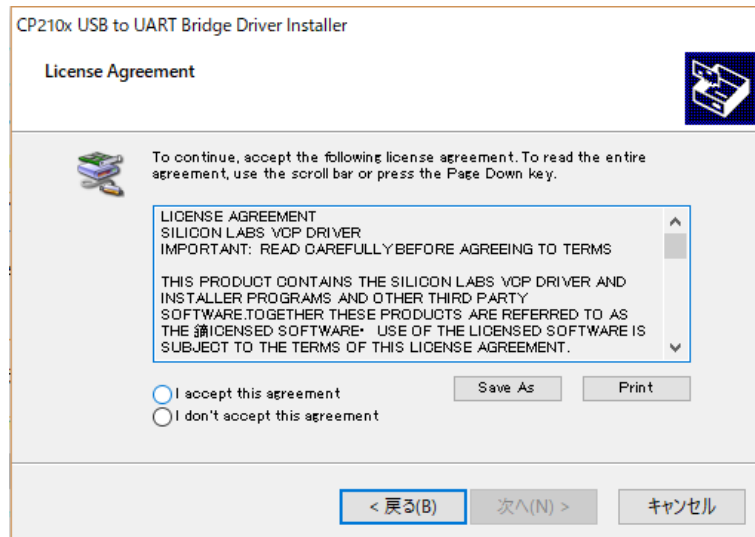 CP210x USB to UART Bridge Driver Installer
License Agreement
To continue, accept the following license agreement. To read the entire
agreement, use the scroll bar or press the Page Down key.
LICENSE AGREEMENT
SILICON LABS VCP DRIVER
IMPORTANT: READ CAREFULLY BEFORE AGREEING TO TERMS
THIS PRODUCT CONTAINS THE SILICON LABS VCP DRIVER AND
INSTALLER PROGRAMS AND OTHER THIRD PARTY
SOFTWARE.TOGETHER THESE PRODUCTS ARE REFERRED TO AS
THE 鏑ICENSED SOFTWARE・ USE OF THE LICENSED SOFTWARE IS
SUBJECT TO THE TERMS OF THIS LICENSE AGREEMENT.
I accept this agreement
Save As
Print
I don't accept this agreement
< 戻る(B)
次へ(N) >
キャンセル